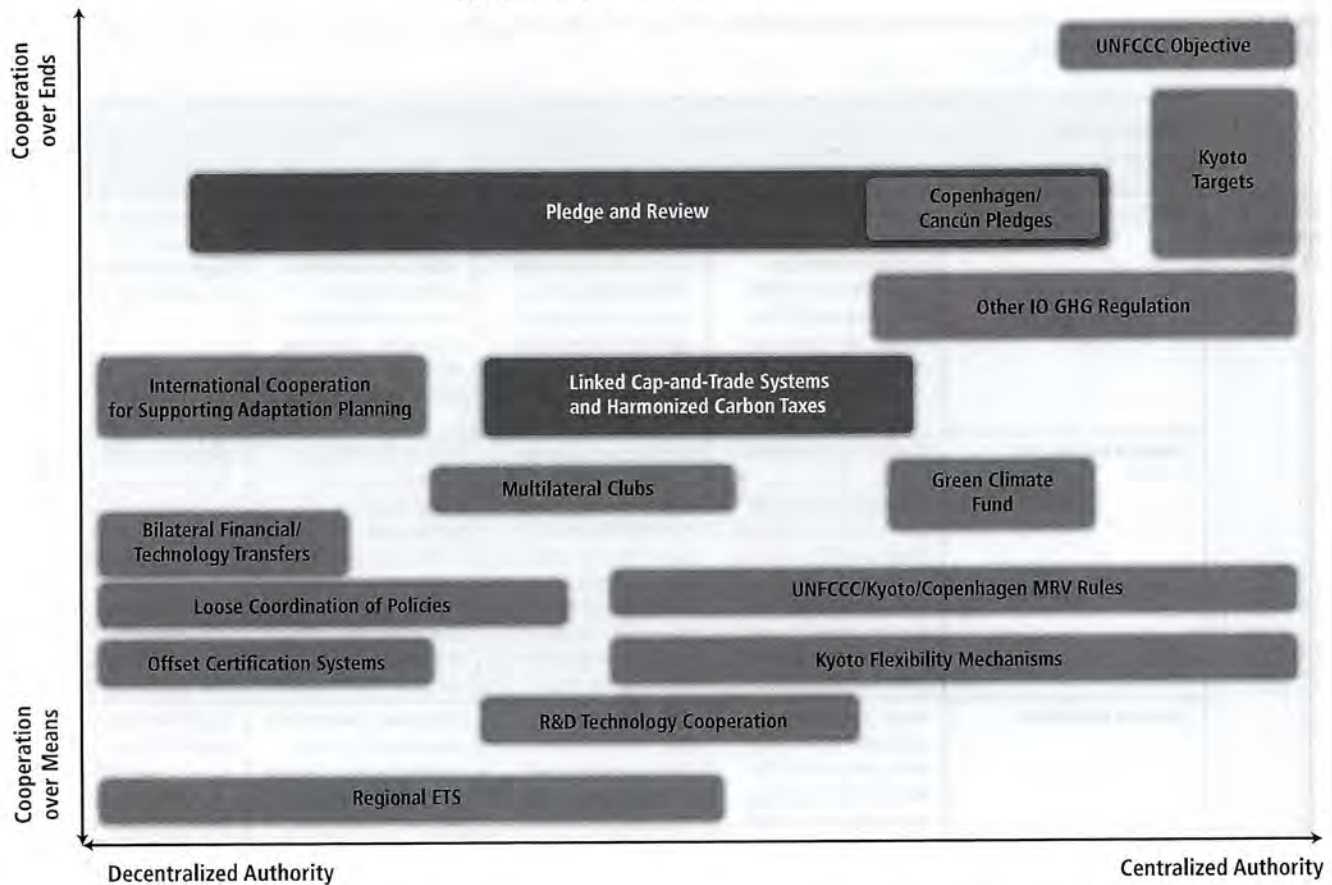 Cooperation
over Ends
UNFCCC Objective
Kyoto
Targets
Pledge and Review
Copenhagen/
Cancún Pledges
Other IO GHG Regulation
International Cooperation
for Supporting Adaptation Planning
Linked Cap-and-Trade Systems
and Harmonized Carbon Taxes
Multilateral Clubs
Green Climate
Fund
Bilateral Financial/
Technology Transfers
Loose Coordination of Policies
UNFCCC/Kyoto/Copenhagen MRV Rules
Offset Certification Systems
Kyoto Flexibility Mechanisms
R&D Technology Cooperation
Cooperation
over Means
Regional ETS
Decentralized Authority
Centralized Authority